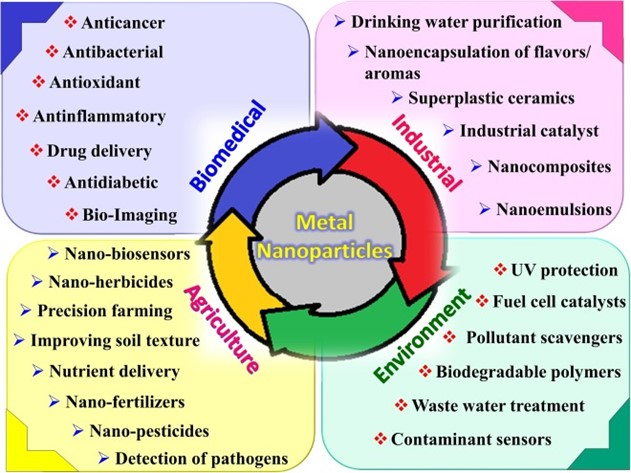 Anticancer
Antibacterial
Antioxidant
Antinflammatory
Drug delivery
Antidiabetic
Bio-Imaging
Biomedical
Drinking water purification
Nanoencapsulation of flavors/
aromas
Superplastic ceramics
Industrial catalyst
Nanocomposites
Nanoemulsions
Industrial
Metal
Nanoparticles
Nano-biosensors
Nano-herbicides
Precision farming
Improving soil texture
Nutrient delivery
Nano-fertilizers
Nano-pesticides
Detection of pathogens
Agriculture
UV protection
Fuel cell catalysts
Pollutant scavengers
Biodegradable polymers
Waste water treatment
Contaminant sensors
Environment